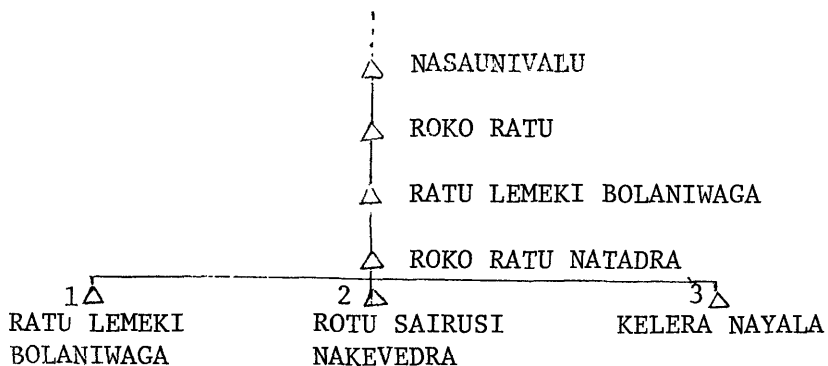 NASAUNIVALU
ROKO RATU
RATU LEMEKI BOLANIWAGA
ROKO RATU NATADRA
1
2
3
RATU LEMEKI
BOLANIWAGA
ROTU SAIRUSI
NAKEVEDRA
KELERA NAYALA